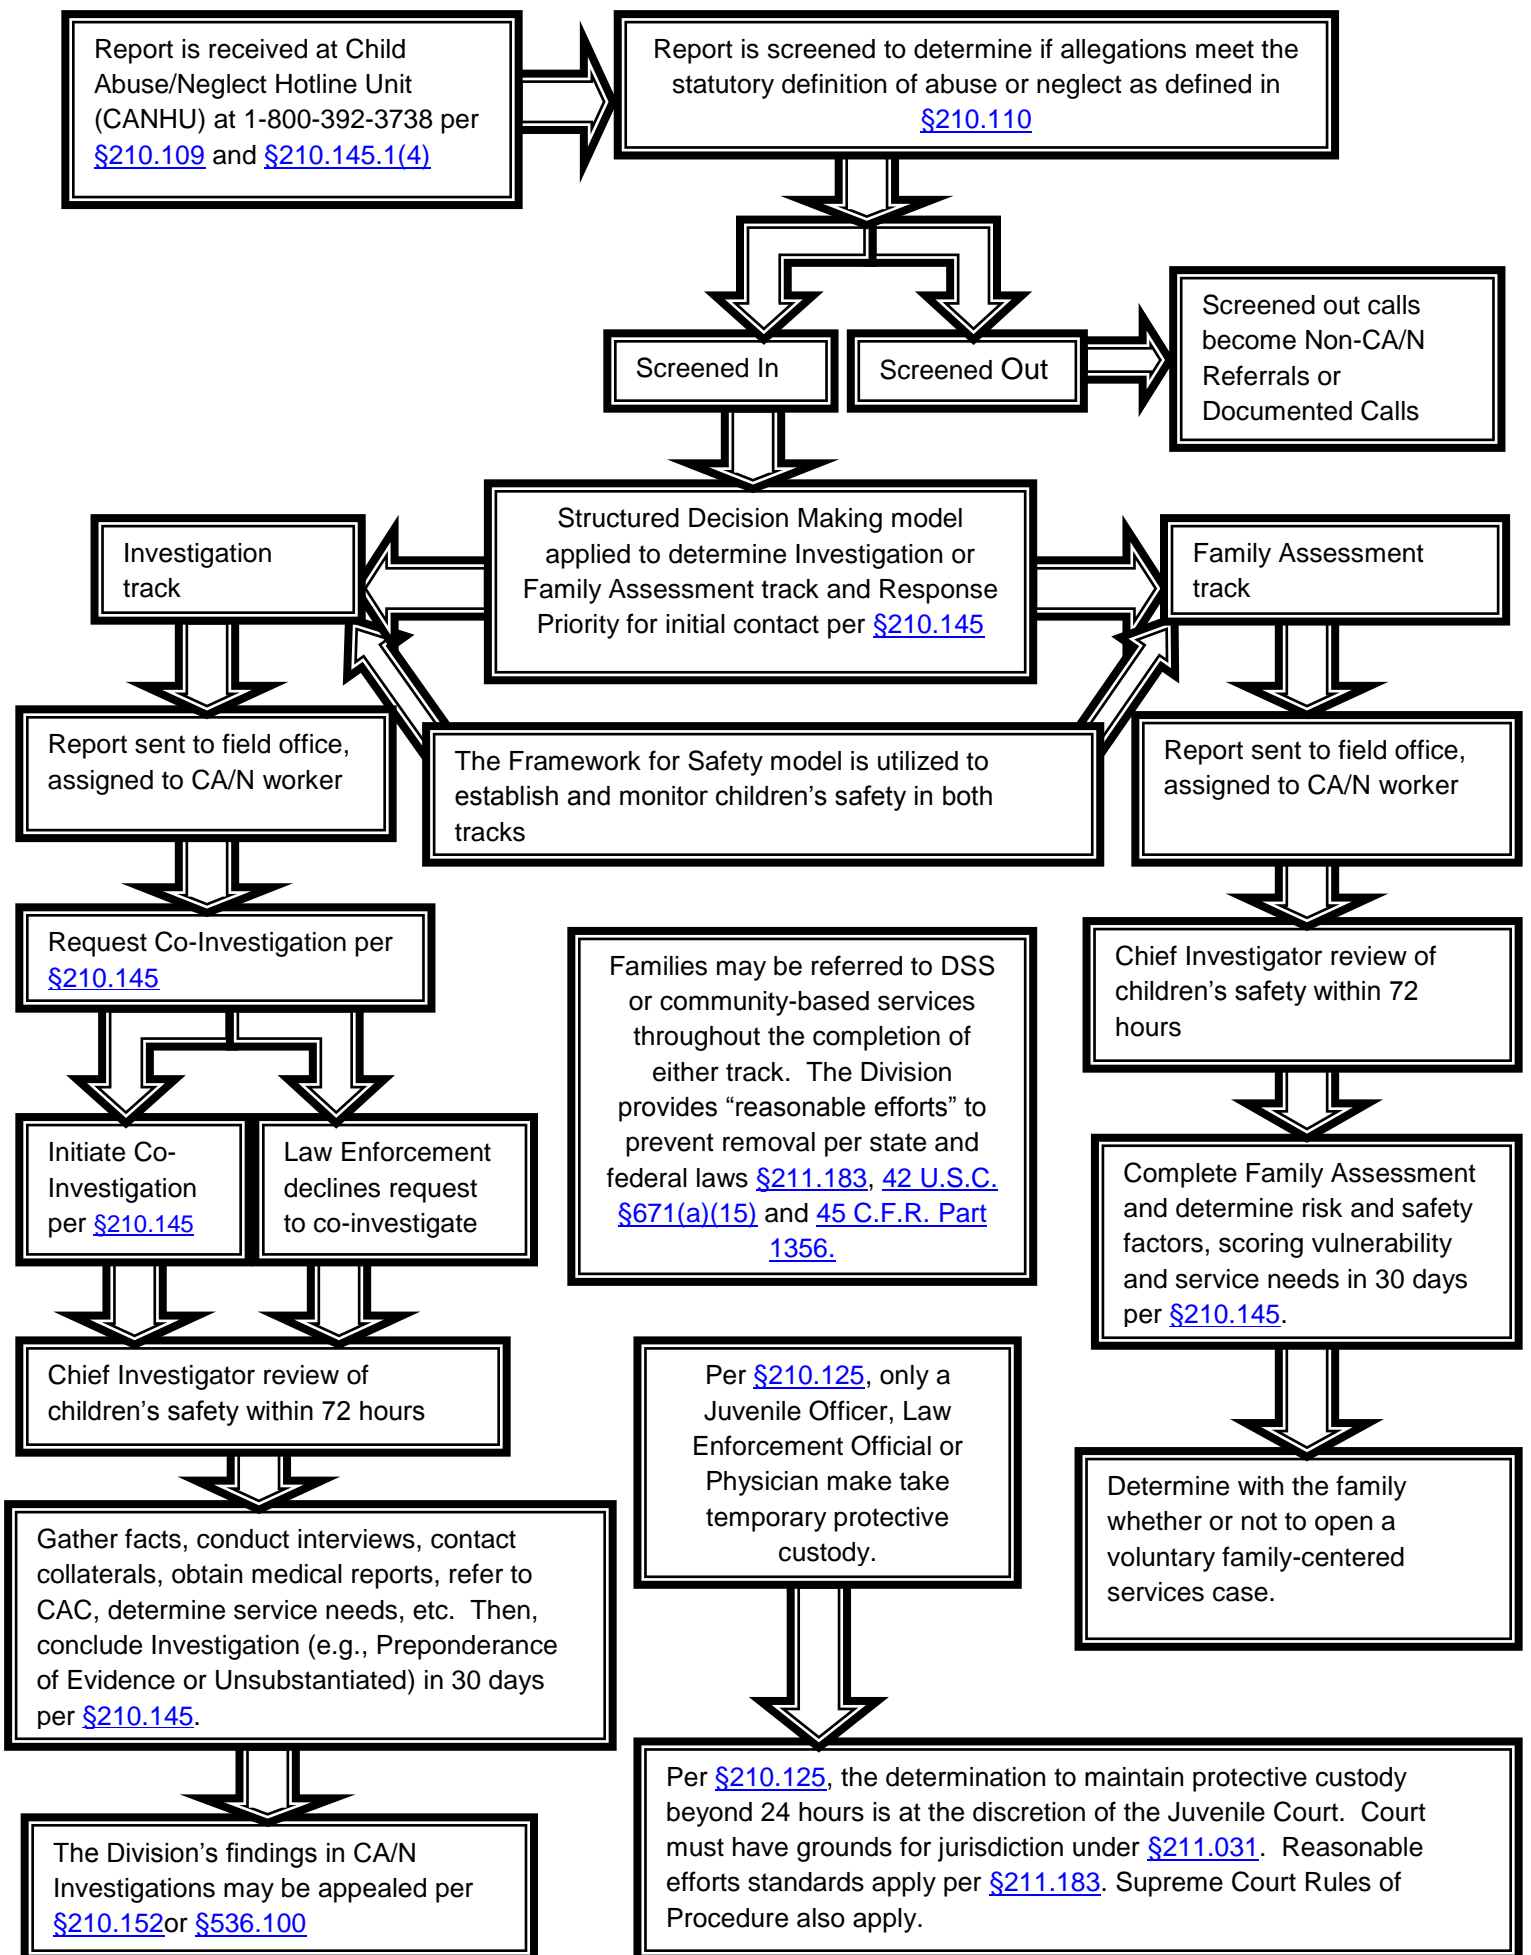 Report is received at Child
Abuse/Neglect Hotline Unit
(CANHU) at 1-800-392-3738 per
§210.109 and §210.145.1(4)
Report is screened to determine if allegations meet the
statutory definition of abuse or neglect as defined in
§210.110
Screened In
Screened Out
Screened out calls
become Non-CA/N
Referrals or
Documented Calls
Structured Decision Making model
applied to determine Investigation or
Family Assessment track and Response
Priority for initial contact per §210.145
Investigation
track
Family Assessment
track
Report sent to field office,
assigned to CA/N worker
The Framework for Safety model is utilized to
establish and monitor children’s safety in both
tracks
Report sent to field office,
assigned to CA/N worker
Request Co-Investigation per
§210.145
Families may be referred to DSS
or community-based services
throughout the completion of
either track.  The Division
provides “reasonable efforts” to
prevent removal per state and
federal laws §211.183, 42 U.S.C.
§671(a)(15) and 45 C.F.R. Part
1356.
Chief Investigator review of
children’s safety within 72
hours
Initiate Co-
Investigation
per §210.145
Law Enforcement
declines request
to co-investigate
Complete Family Assessment
and determine risk and safety
factors, scoring vulnerability
and service needs in 30 days
per §210.145.
Chief Investigator review of
children’s safety within 72 hours
Per §210.125, only a
Juvenile Officer, Law
Enforcement Official or
Physician make take
temporary protective
custody.
Determine with the family
whether or not to open a
voluntary family-centered
services case.
Gather facts, conduct interviews, contact
collaterals, obtain medical reports, refer to
CAC, determine service needs, etc.  Then,
conclude Investigation (e.g., Preponderance
of Evidence or Unsubstantiated) in 30 days
per §210.145.
Per §210.125, the determination to maintain protective custody
beyond 24 hours is at the discretion of the Juvenile Court.  Court
must have grounds for jurisdiction under §211.031.  Reasonable
efforts standards apply per §211.183. Supreme Court Rules of
Procedure also apply.
The Division’s findings in CA/N
Investigations may be appealed per
§210.152or §536.100